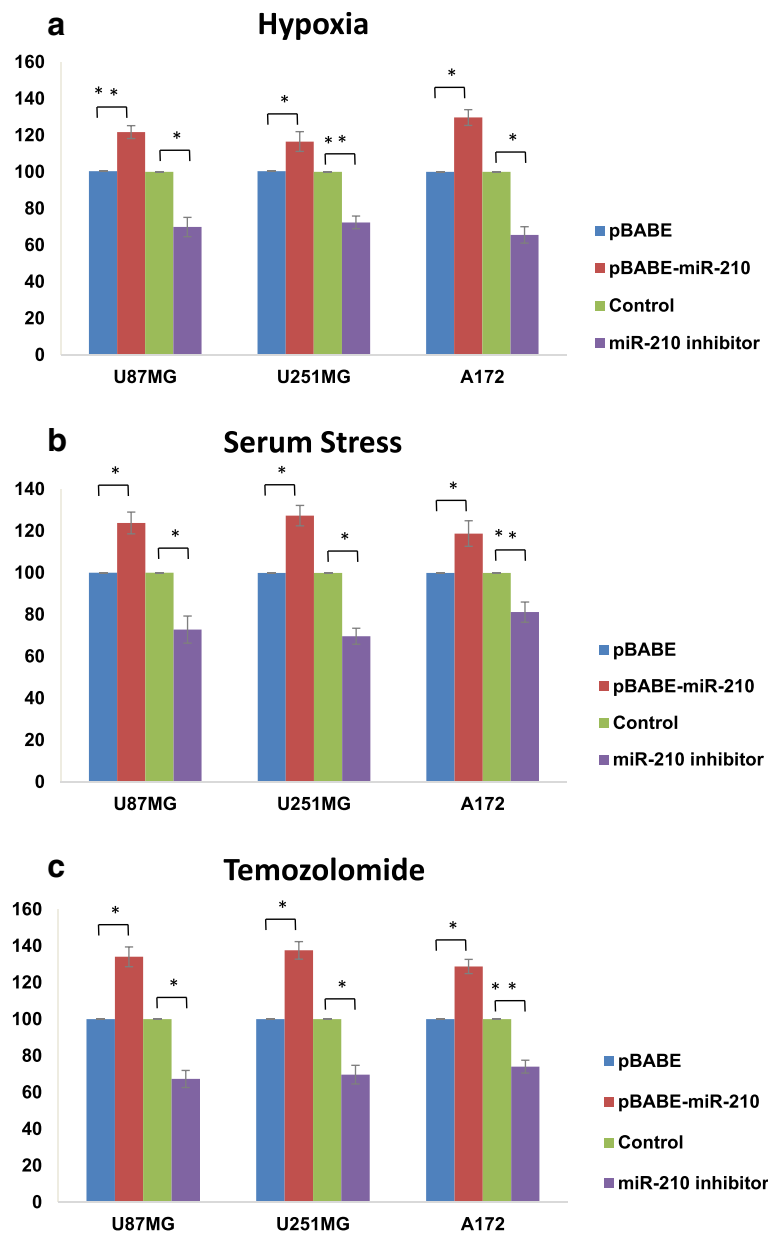 a
Hypoxia
160
140
120
100
80
60
40
20
0
* *
*
*
* *
*
*
U87MG
U251MG
A172
pBABE
pBABE-miR-210
Control
miR-210 inhibitor
b
Serum Stress
140
120
100
80
60
40
20
0
*
*
*
*
*
* *
U87MG
U251MG
A172
pBABE
pBABE-miR-210
Control
miR-210 inhibitor
c
Temozolomide
160
140
120
100
80
60
40
20
0
*
*
*
*
*
* *
U87MG
U251MG
A172
pBABE
pBABE-miR-210
Control
miR-210 inhibitor